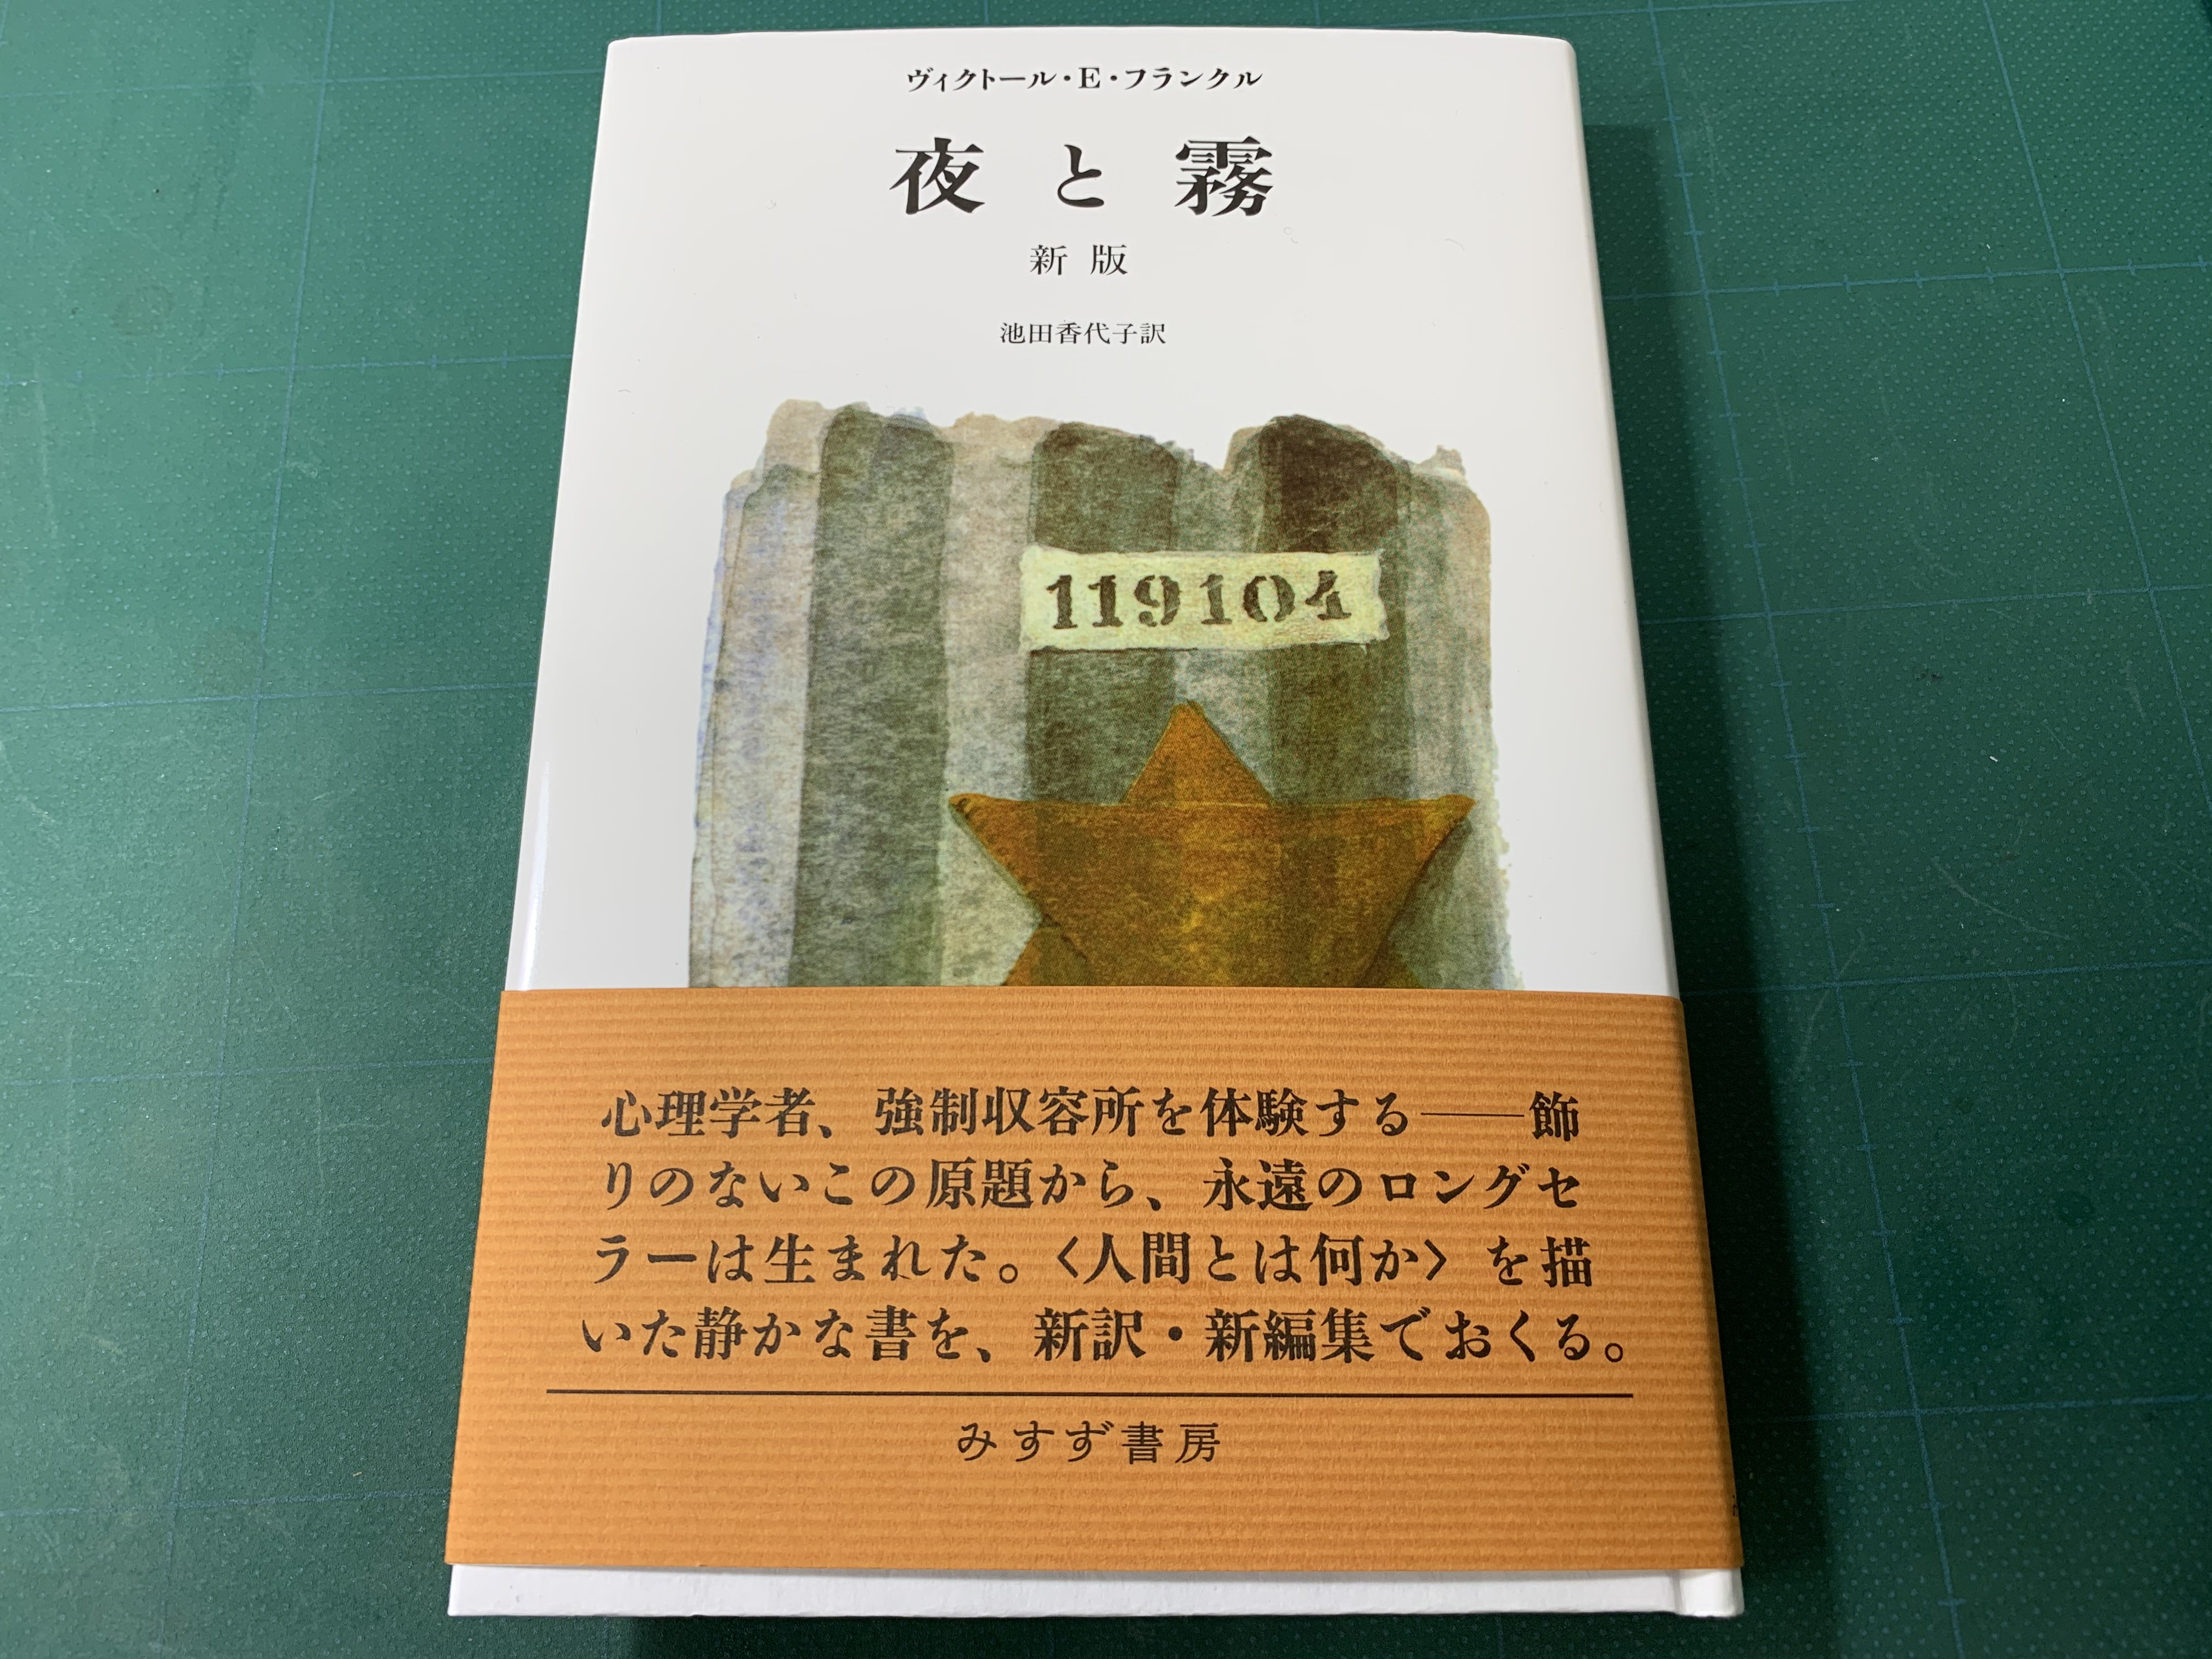 ヴィクトール・E・フランクル
夜と霧
新版
池田香代子訳
119104
心理学者、強制収容所を体験する――飾
りのないこの原題から、永遠のロングセ
ラーは生まれた。〈人間とは何か〉を描
いた静かな書を、新訳・新編集でおくる。
みすず書房